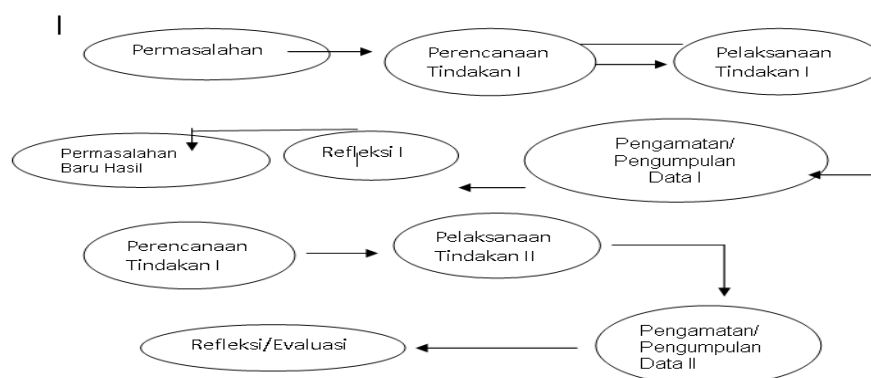 I
Permasalahan
Perencanaan
Tindakan I
Pelaksanaan
Tindakan I
Permasalahan
Baru Hasil
Refleksi I
Pengamatan/
Pengumpulan
Data I
Perencanaan
Tindakan I
Pelaksanaan
Tindakan II
Refleksi/Evaluasi
Pengamatan/
Pengumpulan
Data II